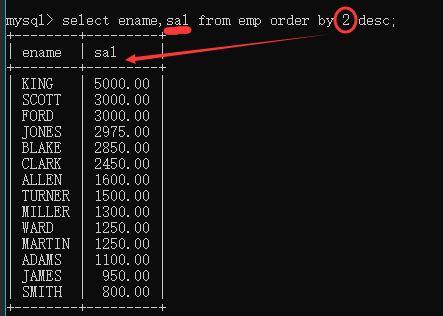 mysql> select ename,sal from emp order by 2 desc;
+--------+---------+
| ename | sal |
+--------+---------+
| KING | 5000.00 |
| SCOTT | 3000.00 |
| FORD | 3000.00 |
| JONES | 2975.00 |
| BLAKE | 2850.00 |
| CLARK | 2450.00 |
| ALLEN | 1600.00 |
| TURNER | 1500.00 |
| MILLER | 1300.00 |
| WARD | 1250.00 |
| MARTIN | 1250.00 |
| ADAMS | 1100.00 |
| JAMES | 950.00 |
| SMITH | 800.00 |
+--------+---------+